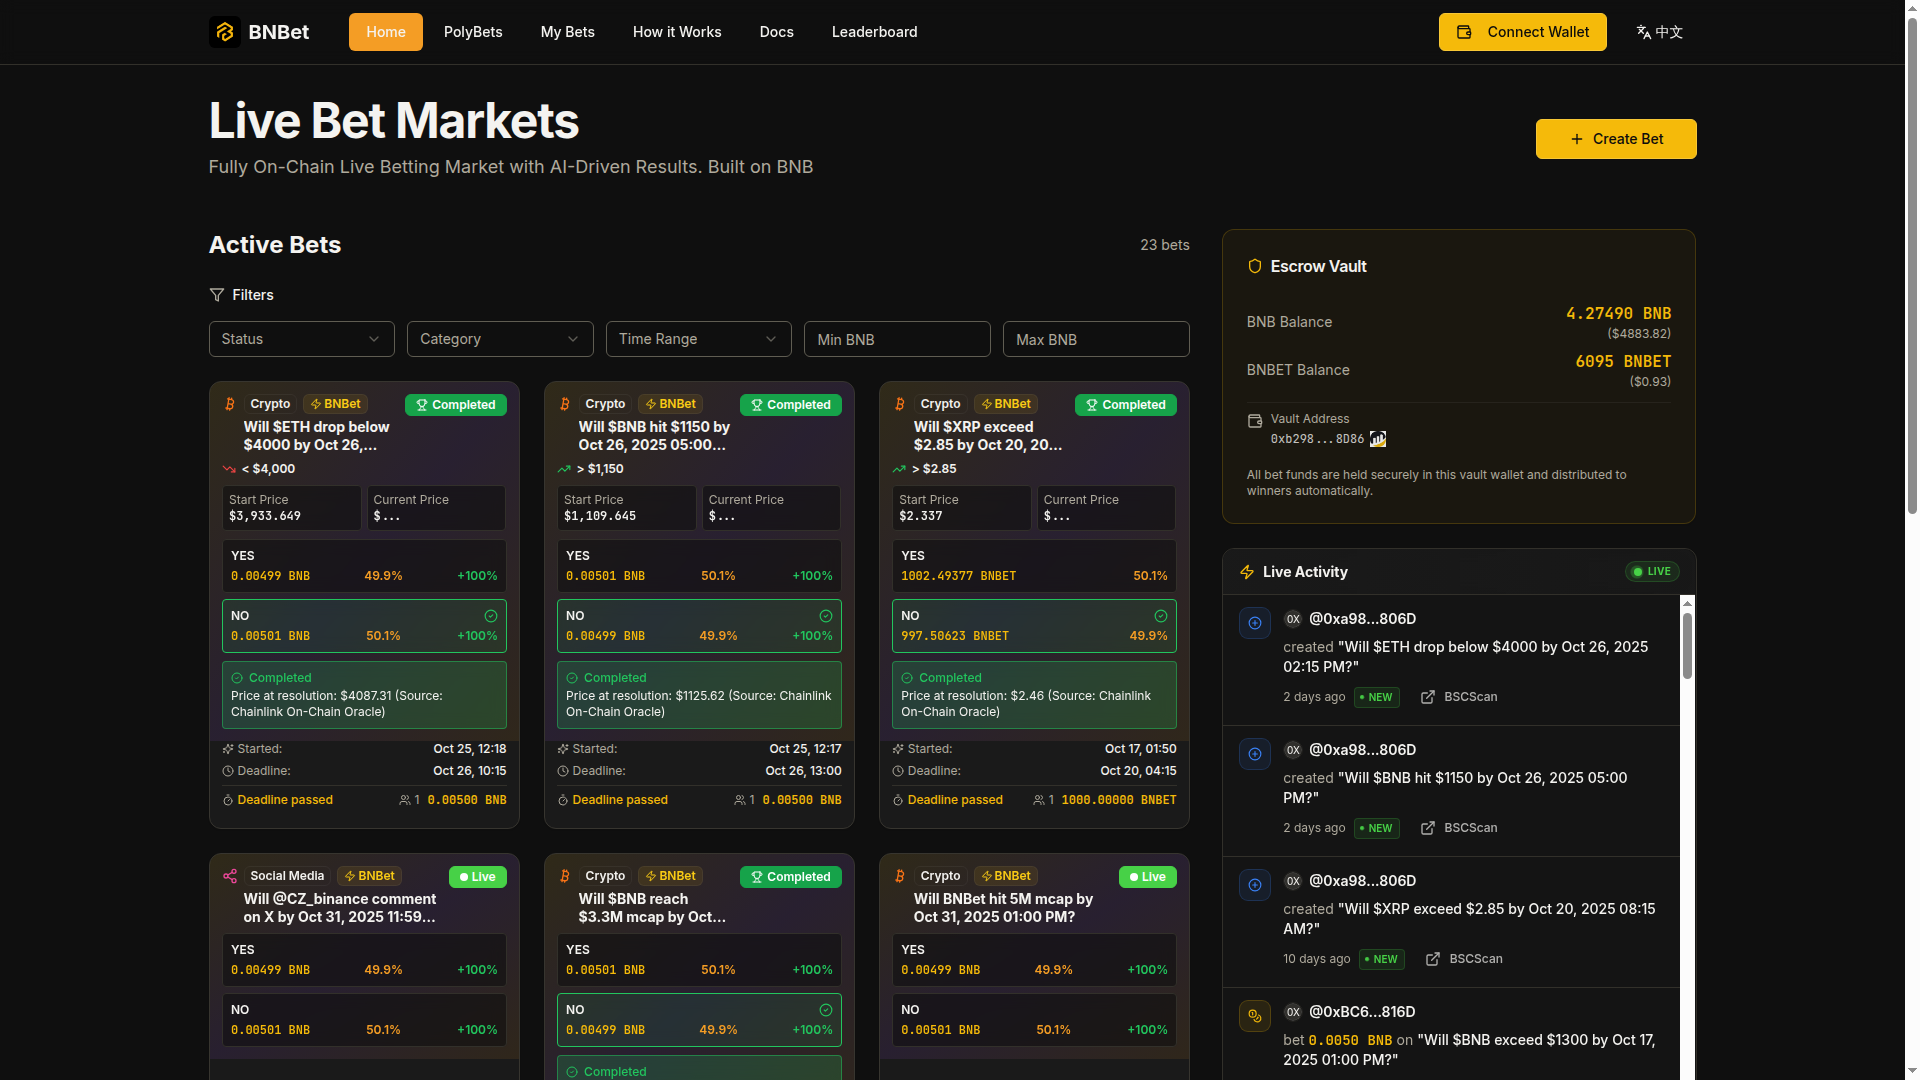 BNBet
Home
PolyBets
My Bets
How it Works
Docs
Leaderboard
Connect Wallet
中文
Live Bet Markets
Fully On-Chain Live Betting Market with AI-Driven Results. Built on BNB
Create Bet
Active Bets
23 bets
Filters
Status
Category
Time Range
Min BNB
Max BNB
Crypto
BNBet
Completed
Will $ETH drop below
$4000 by Oct 26,...
< $4,000
Start Price
$3,933.649
Current Price
$...
YES
0.00499 BNB 49.9% +100%
NO
0.00501 BNB 50.1% +100%
Completed
Price at resolution: $4087.31 (Source:
Chainlink On-Chain Oracle)
Started: Oct 25, 12:18
Deadline: Oct 26, 10:15
Deadline passed 1 0.00500 BNB
Crypto
BNBet
Completed
Will $BNB hit $1150 by
Oct 26, 2025 05:00...
> $1,150
Start Price
$1,109.645
Current Price
$...
YES
0.00501 BNB 50.1% +100%
NO
0.00499 BNB 49.9% +100%
Completed
Price at resolution: $1125.62 (Source: Chainlink
On-Chain Oracle)
Started: Oct 25, 12:17
Deadline: Oct 26, 13:00
Deadline passed 1 0.00500 BNB
Crypto
BNBet
Completed
Will $XRP exceed
$2.85 by Oct 20, 20...
> $2.85
Start Price
$2.337
Current Price
$...
YES
1002.49377 BNBET 50.1%
NO
997.50623 BNBET 49.9%
Completed
Price at resolution: $2.46 (Source: Chainlink
On-Chain Oracle)
Started: Oct 17, 01:50
Deadline: Oct 20, 04:15
Deadline passed 1 1000.00000 BNBET
Social Media
BNBet
Live
Will @CZ_binance comment
on X by Oct 31, 2025 11:59...
YES
0.00499 BNB 49.9% +100%
NO
0.00501 BNB 50.1% +100%
Crypto
BNBet
Completed
Will $BNB reach
$3.3M mcap by Oct...
YES
0.00501 BNB 50.1% +100%
NO
0.00499 BNB 49.9% +100%
Completed
Crypto
BNBet
Live
Will BNBet hit 5M mcap by
Oct 31, 2025 01:00 PM?
YES
0.00499 BNB 49.9% +100%
NO
0.00501 BNB 50.1% +100%
Escrow Vault
BNB Balance
4.27490 BNB
($4883.82)
BNBET Balance
6095 BNBET
($0.93)
Vault Address
0xb298...8D86
All bet funds are held securely in this vault wallet and distributed to
winners automatically.
Live Activity
LIVE
0X @0xa98...806D
created "Will $ETH drop below $4000 by Oct 26, 2025
02:15 PM?"
2 days ago • NEW BSCScan
0X @0xa98...806D
created "Will $BNB hit $1150 by Oct 26, 2025 05:00
PM?"
2 days ago • NEW BSCScan
0X @0xa98...806D
created "Will $XRP exceed $2.85 by Oct 20, 2025 08:15
AM?"
10 days ago • NEW BSCScan
0X @0xBC6...816D
bet 0.0050 BNB on "Will $BNB exceed $1300 by Oct 17,
2025 01:00 PM?"